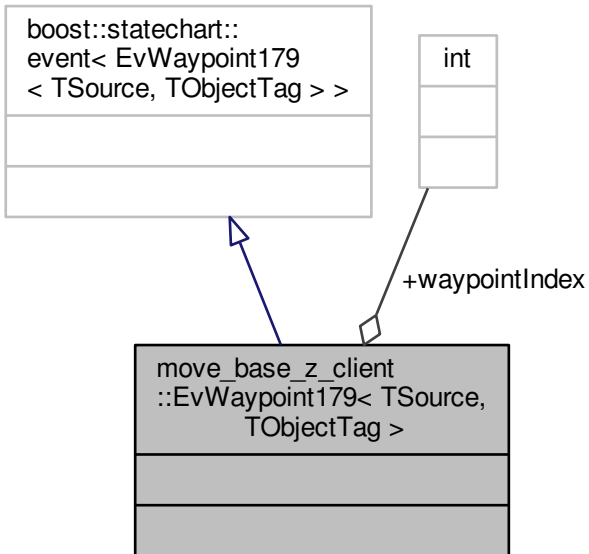 boost::statechart::
event< EvWaypoint179
< TSource, TObjectTag > >
int
+waypointIndex
move_base_z_client
::EvWaypoint179< TSource,
TObjectTag >